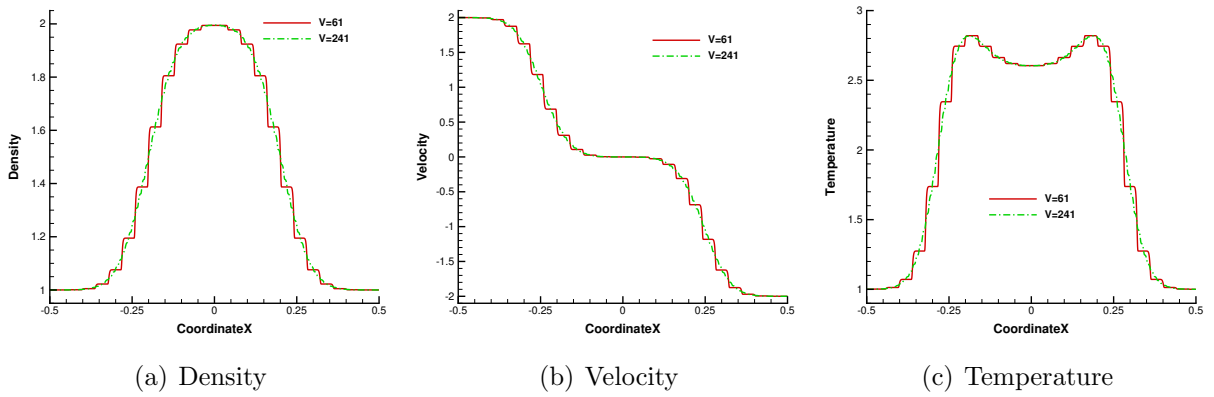 Density
2
1.8
1.6
1.4
1.2
1
-0.5
-0.25
0
0.25
0.5
CoordinateX
V=61
V=241
(a) Density
Velocity
2
1.5
1
0.5
0
-0.5
-1
-1.5
-2
-0.5
-0.25
0
0.25
0.5
CoordinateX
V=61
V=241
(b) Velocity
Temperature
3
2.5
2
1.5
1
-0.5
-0.25
0
0.25
0.5
CoordinateX
V=61
V=241
(c) Temperature